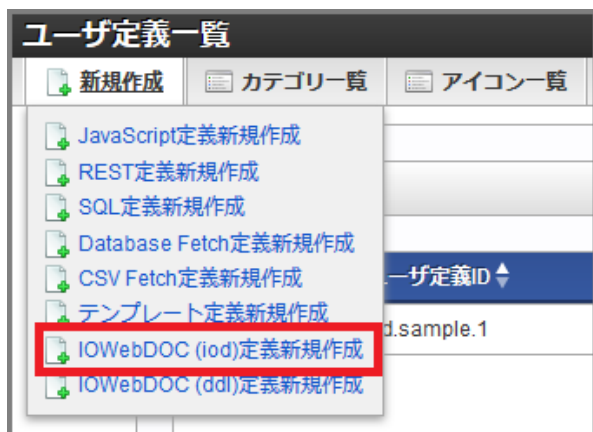 ユーザ定義一覧
新規作成 カテゴリ一覧 アイコン一覧
JavaScript定義新規作成
REST定義新規作成
SQL定義新規作成
Database Fetch定義新規作成
CSV Fetch定義新規作成
ーザ定義ID
テンプレート定義新規作成
d.sample.1
IOWebDOC (iod)定義新規作成
IOWebDOC (ddl)定義新規作成